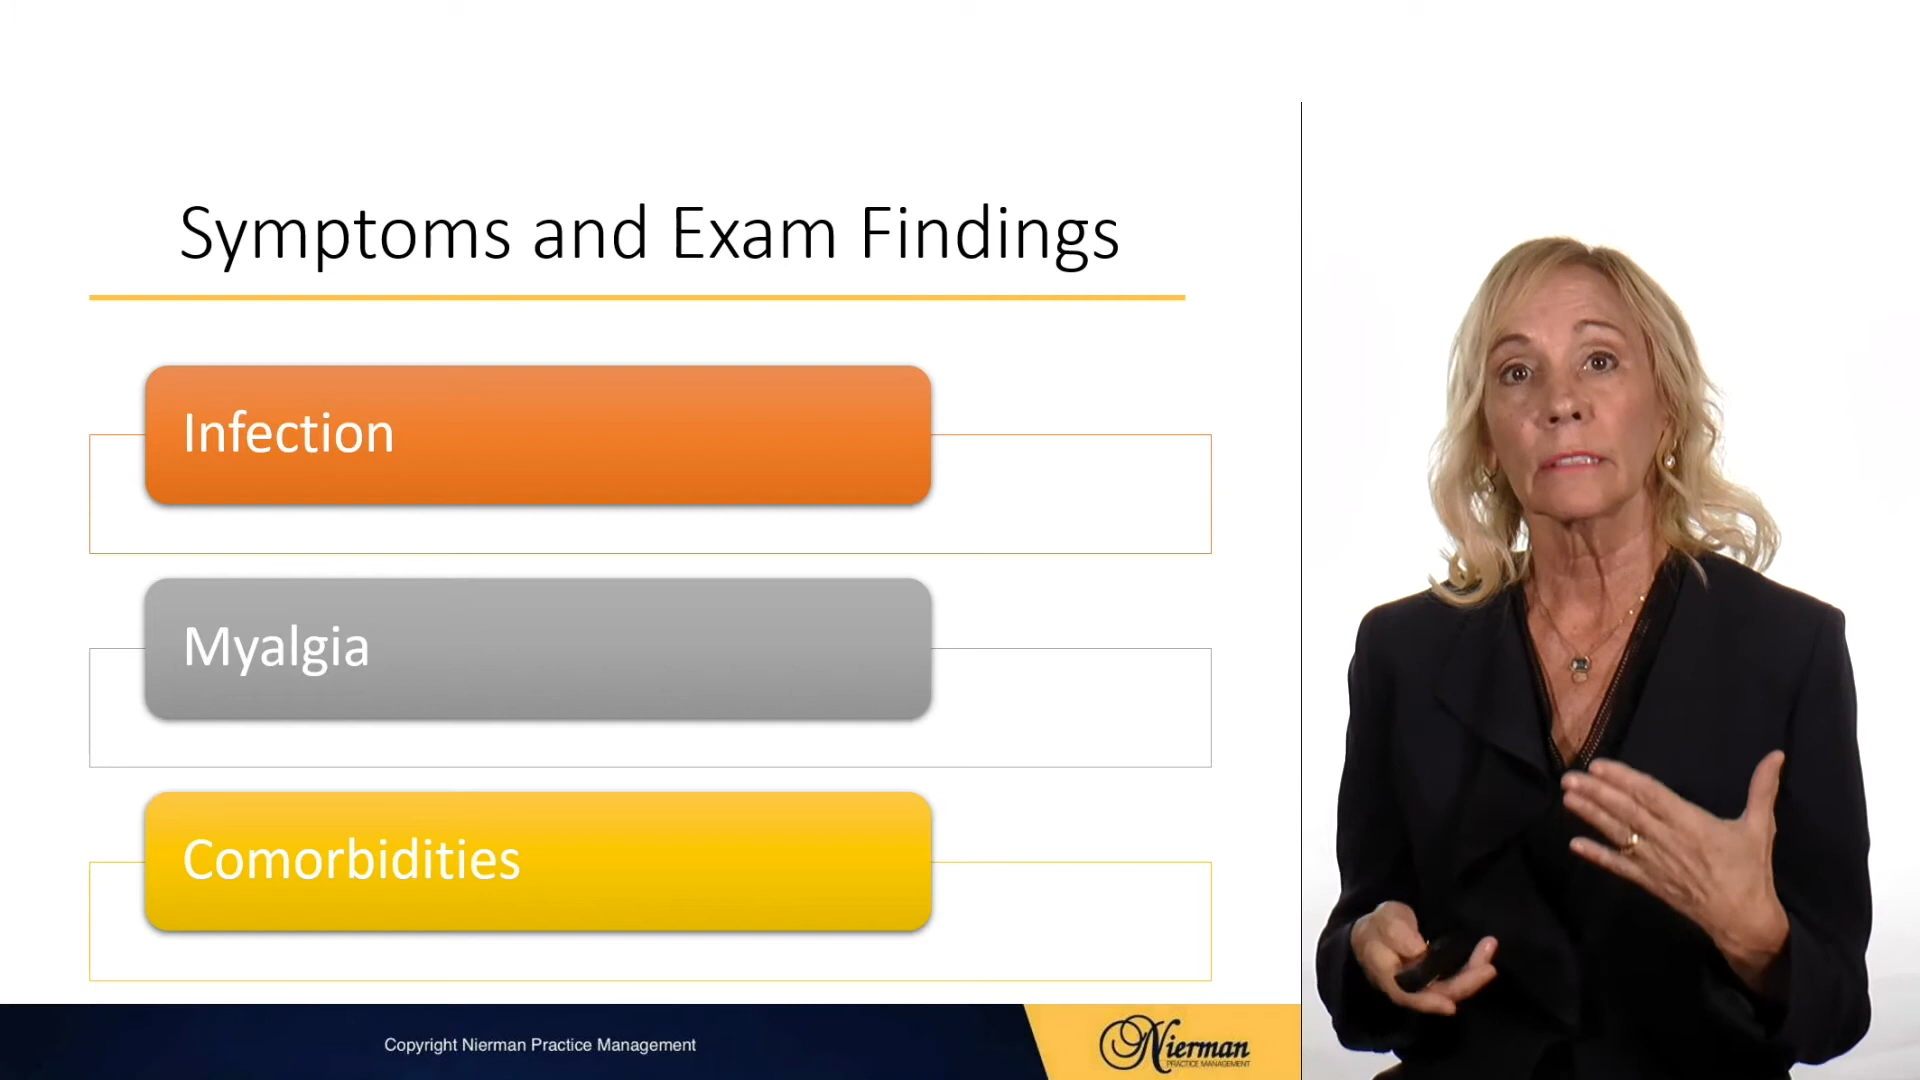 Symptoms and Exam Findings
Infection
Myalgia
Comorbidities
Copyright Nierman Practice Management
Nierman
PRACTICE MANAGEMENT